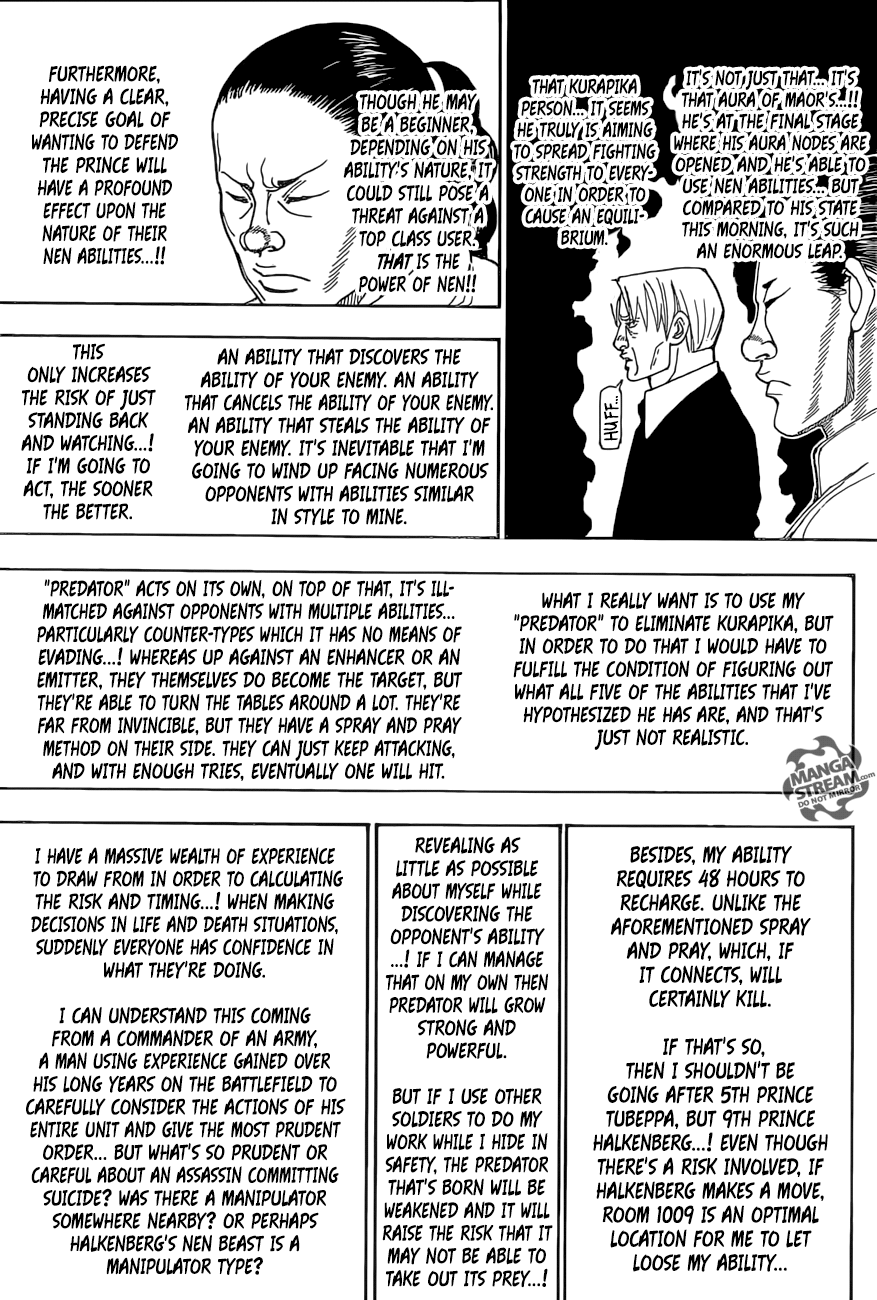 IT'S NOT JUST THAT... IT'S
THAT AURA OF MAOR'S...!!
HE'S AT THE FINAL STAGE
WHERE HIS AURA NODES ARE
OPENED AND HE'S ABLE TO
USE NEN ABILITIES... BUT
COMPARED TO HIS STATE
THIS MORNING, IT'S SUCH
AN ENORMOUS LEAP.
THAT KURAPIKA
PERSON... IT SEEMS
HE TRULY IS AIMING
TO SPREAD FIGHTING
STRENGTH TO EVERY-
ONE IN ORDER TO
CAUSE AN EQUILI-
BRIUM.
HUFF...
THOUGH HE MAY
BE A BEGINNER,
DEPENDING ON HIS
ABILITY'S NATURE, IT
COULD STILL POSE A
THREAT AGAINST A
TOP CLASS USER.
THAT IS THE
POWER OF NEN!!
FURTHERMORE,
HAVING A CLEAR,
PRECISE GOAL OF
WANTING TO DEFEND
THE PRINCE WILL
HAVE A PROFOUND
EFFECT UPON THE
NATURE OF THEIR
NEN ABILITIES...!!
AN ABILITY THAT DISCOVERS THE
ABILITY OF YOUR ENEMY. AN ABILITY
THAT CANCELS THE ABILITY OF YOUR ENEMY.
AN ABILITY THAT STEALS THE ABILITY OF
YOUR ENEMY. IT'S INEVITABLE THAT I'M
GOING TO WIND UP FACING NUMEROUS
OPPONENTS WITH ABILITIES SIMILAR
IN STYLE TO MINE.
THIS
ONLY INCREASES
THE RISK OF JUST
STANDING BACK
AND WATCHING...!
IF I'M GOING TO
ACT, THE SOONER
THE BETTER.
WHAT I REALLY WANT IS TO USE MY
"PREDATOR" TO ELIMINATE KURAPIKA, BUT
IN ORDER TO DO THAT I WOULD HAVE TO
FULFILL THE CONDITION OF FIGURING OUT
WHAT ALL FIVE OF THE ABILITIES THAT I'VE
HYPOTHESIZED HE HAS ARE, AND THAT'S
JUST NOT REALISTIC.
"PREDATOR" ACTS ON ITS OWN, ON TOP OF THAT, IT'S ILL-
MATCHED AGAINST OPPONENTS WITH MULTIPLE ABILITIES...
PARTICULARLY COUNTER-TYPES WHICH IT HAS NO MEANS OF
EVADING...! WHEREAS UP AGAINST AN ENHANCER OR AN
EMITTER, THEY THEMSELVES DO BECOME THE TARGET, BUT
THEY'RE ABLE TO TURN THE TABLES AROUND A LOT. THEY'RE
FAR FROM INVINCIBLE, BUT THEY HAVE A SPRAY AND PRAY
METHOD ON THEIR SIDE. THEY CAN JUST KEEP ATTACKING,
AND WITH ENOUGH TRIES, EVENTUALLY ONE WILL HIT.
MANGA
STREAM.com
DO NOT MIRROR
BESIDES, MY ABILITY
REQUIRES 48 HOURS TO
RECHARGE. UNLIKE THE
AFOREMENTIONED SPRAY
AND PRAY, WHICH, IF
IT CONNECTS, WILL
CERTAINLY KILL.
IF THAT'S SO,
THEN I SHOULDN'T BE
GOING AFTER 5TH PRINCE
TUBEPPA, BUT 9TH PRINCE
HALKENBERG...! EVEN THOUGH
THERE'S A RISK INVOLVED, IF
HALKENBERG MAKES A MOVE,
ROOM 1009 IS AN OPTIMAL
LOCATION FOR ME TO LET
LOOSE MY ABILITY...
REVEALING AS
LITTLE AS POSSIBLE
ABOUT MYSELF WHILE
DISCOVERING THE
OPPONENT'S ABILITY
...! IF I CAN MANAGE
THAT ON MY OWN THEN
PREDATOR WILL GROW
STRONG AND
POWERFUL.
BUT IF I USE OTHER
SOLDIERS TO DO MY
WORK WHILE I HIDE IN
SAFETY, THE PREDATOR
THAT'S BORN WILL BE
WEAKENED AND IT WILL
RAISE THE RISK THAT IT
MAY NOT BE ABLE TO
TAKE OUT ITS PREY...!
I HAVE A MASSIVE WEALTH OF EXPERIENCE
TO DRAW FROM IN ORDER TO CALCULATING
THE RISK AND TIMING...! WHEN MAKING
DECISIONS IN LIFE AND DEATH SITUATIONS,
SUDDENLY EVERYONE HAS CONFIDENCE IN
WHAT THEY'RE DOING.
I CAN UNDERSTAND THIS COMING
FROM A COMMANDER OF AN ARMY,
A MAN USING EXPERIENCE GAINED OVER
HIS LONG YEARS ON THE BATTLEFIELD TO
CAREFULLY CONSIDER THE ACTIONS OF HIS
ENTIRE UNIT AND GIVE THE MOST PRUDENT
ORDER... BUT WHAT'S SO PRUDENT OR
CAREFUL ABOUT AN ASSASSIN COMMITTING
SUICIDE? WAS THERE A MANIPULATOR
SOMEWHERE NEARBY? OR PERHAPS
HALKENBERG'S NEN BEAST IS A
MANIPULATOR TYPE?